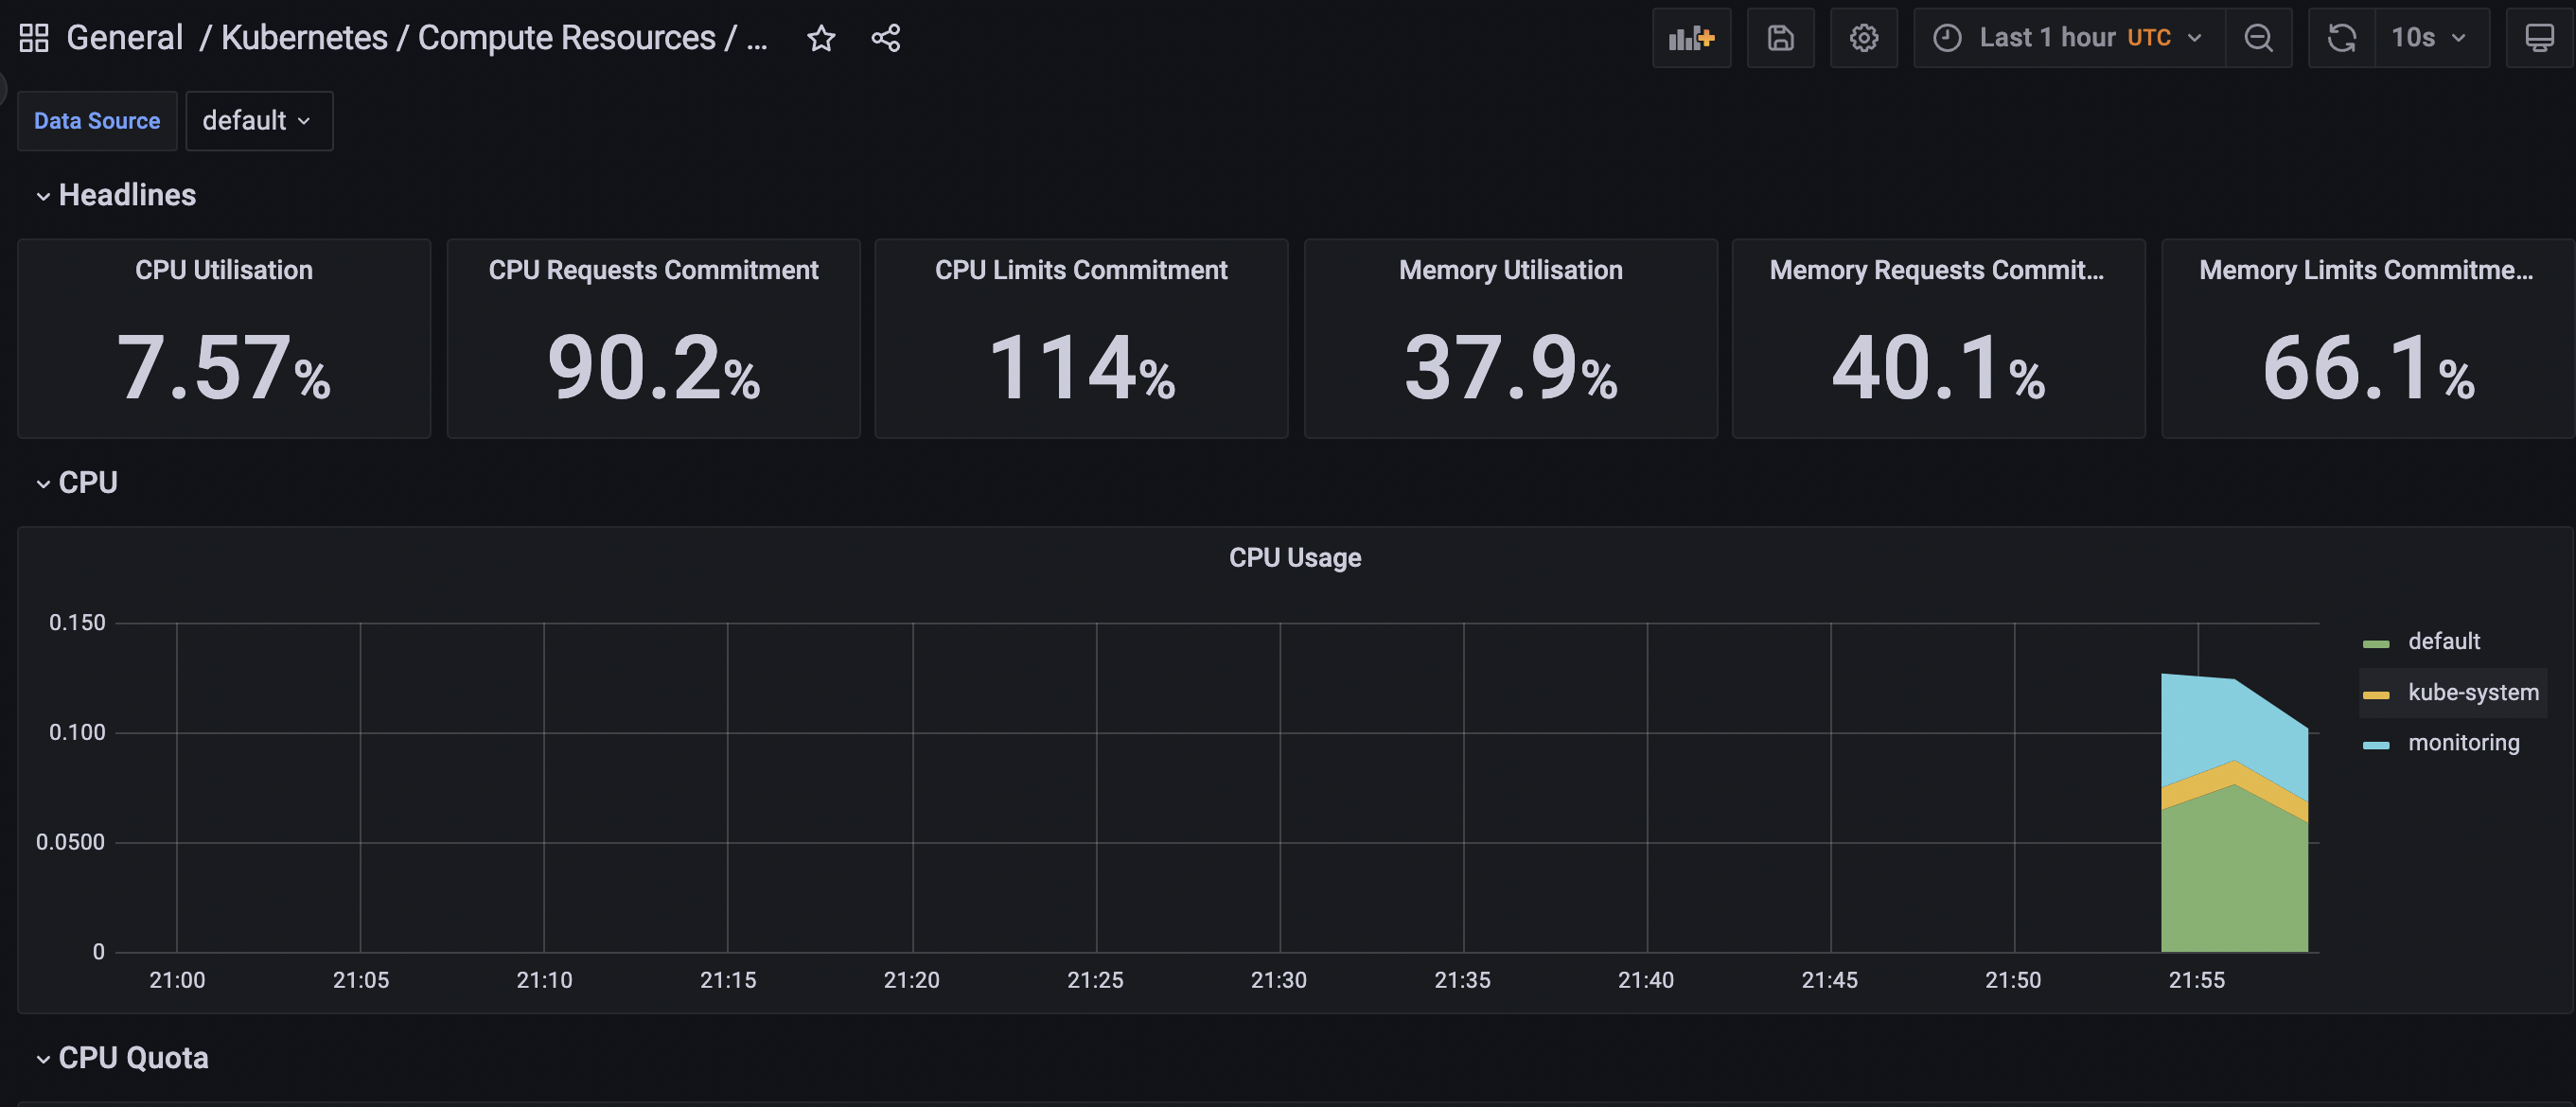 General / Kubernetes / Compute Resources / ...
Last 1 hour UTC
10s
Data Source
default
Headlines
CPU Utilisation
7.57%
CPU Requests Commitment
90.2%
CPU Limits Commitment
114%
Memory Utilisation
37.9%
Memory Requests Commit...
40.1%
Memory Limits Commitme...
66.1%
CPU
CPU Usage
0.150
0.100
0.0500
0
21:00 21:05 21:10 21:15 21:20 21:25 21:30 21:35 21:40 21:45 21:50 21:55
default
kube-system
monitoring
CPU Quota